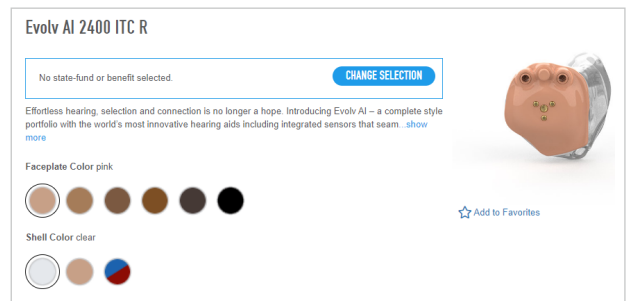 Evolv AI 2400 ITC R
No state-fund or benefit selected.
CHANGE SELECTION
Effortless hearing, selection and connection is no longer a hope. Introducing Evolv AI – a complete style
portfolio with the world's most innovative hearing aids including integrated sensors that seam...show
more
Faceplate Color pink
Add to Favorites
Shell Color clear